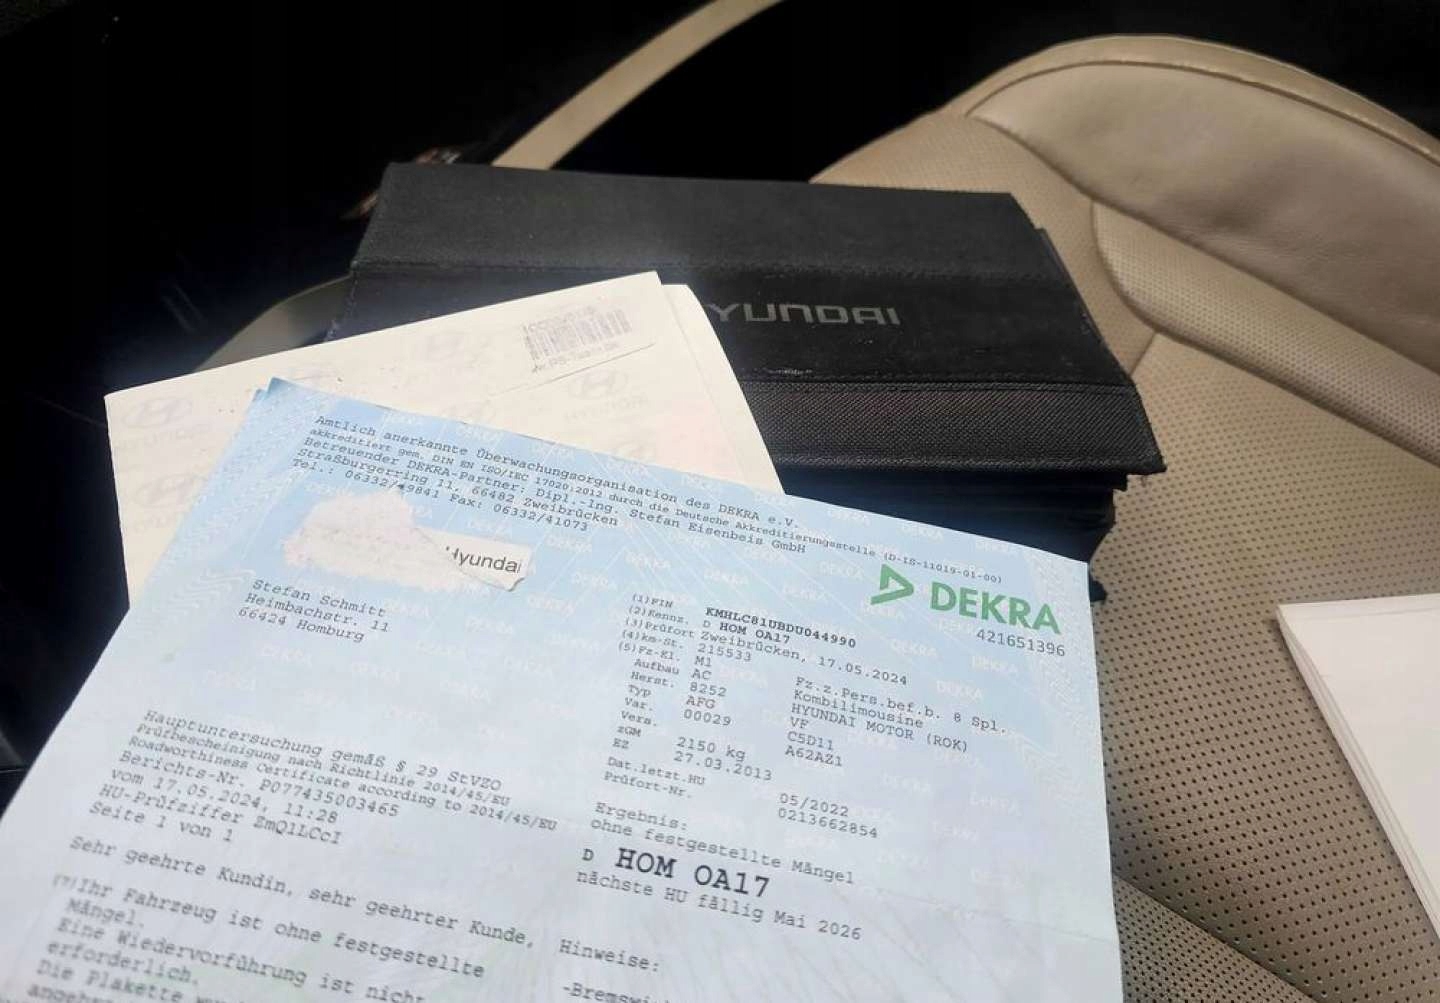 HYUNDAI
Amtlich anerkannte Überwachungsorganisation des DEKRA e.V.
akkreditiert gem. DIN EN ISO/IEC 17020:2012 durch die Deutsche Akkreditierungsstelle (D-IS-11019-01-00)
Betreuender DEKRA-Partner: Dipl.-Ing. Stefan Eisenbeis GmbH
Straßburgerring 11, 66482 Zweibrücken
Tel.: 06332/49841 Fax: 06332/41073
Hyundai
DEKRA
421651396
Stefan Schmitt
Heimbachstr. 11
66424 Homburg
(1)FIN KMHLC81UBDU044990
(2)Kennz. D HOM OA17
(3)Prüfort Zweibrücken, 17.05.2024
(4)km-St. 215533
(5)Fz-Kl. M1 Fz.z.Pers.bef.b. 8 Spl.
Aufbau AC Kombilimousine
Herst. 8252 HYUNDAI MOTOR (ROK)
Typ AFG VF
Var. 00029 C5D11
Vers. A62AZ1
zGM 2150 kg
EZ 27.03.2013
Dat.letzt.HU 05/2022
Prüfort-Nr. 0213662854
Hauptuntersuchung gemäß § 29 StVZO
Prüfbescheinigung nach Richtlinie 2014/45/EU
Roadworthiness Certificate according to 2014/45/EU
Berichts-Nr. P077435003465
vom 17.05.2024, 11:28
HU-Prüfziffer ZmQ1LCcI
Seite 1 von 1
Ergebnis:
ohne festgestellte Mängel
D HOM OA17
nächste HU fällig Mai 2026
Sehr geehrte Kundin, sehr geehrter Kunde,
(7)Ihr Fahrzeug ist ohne festgestellte
Mängel.
Eine Wiedervorführung ist nicht
erforderlich.
Die Plakette
Hinweise: